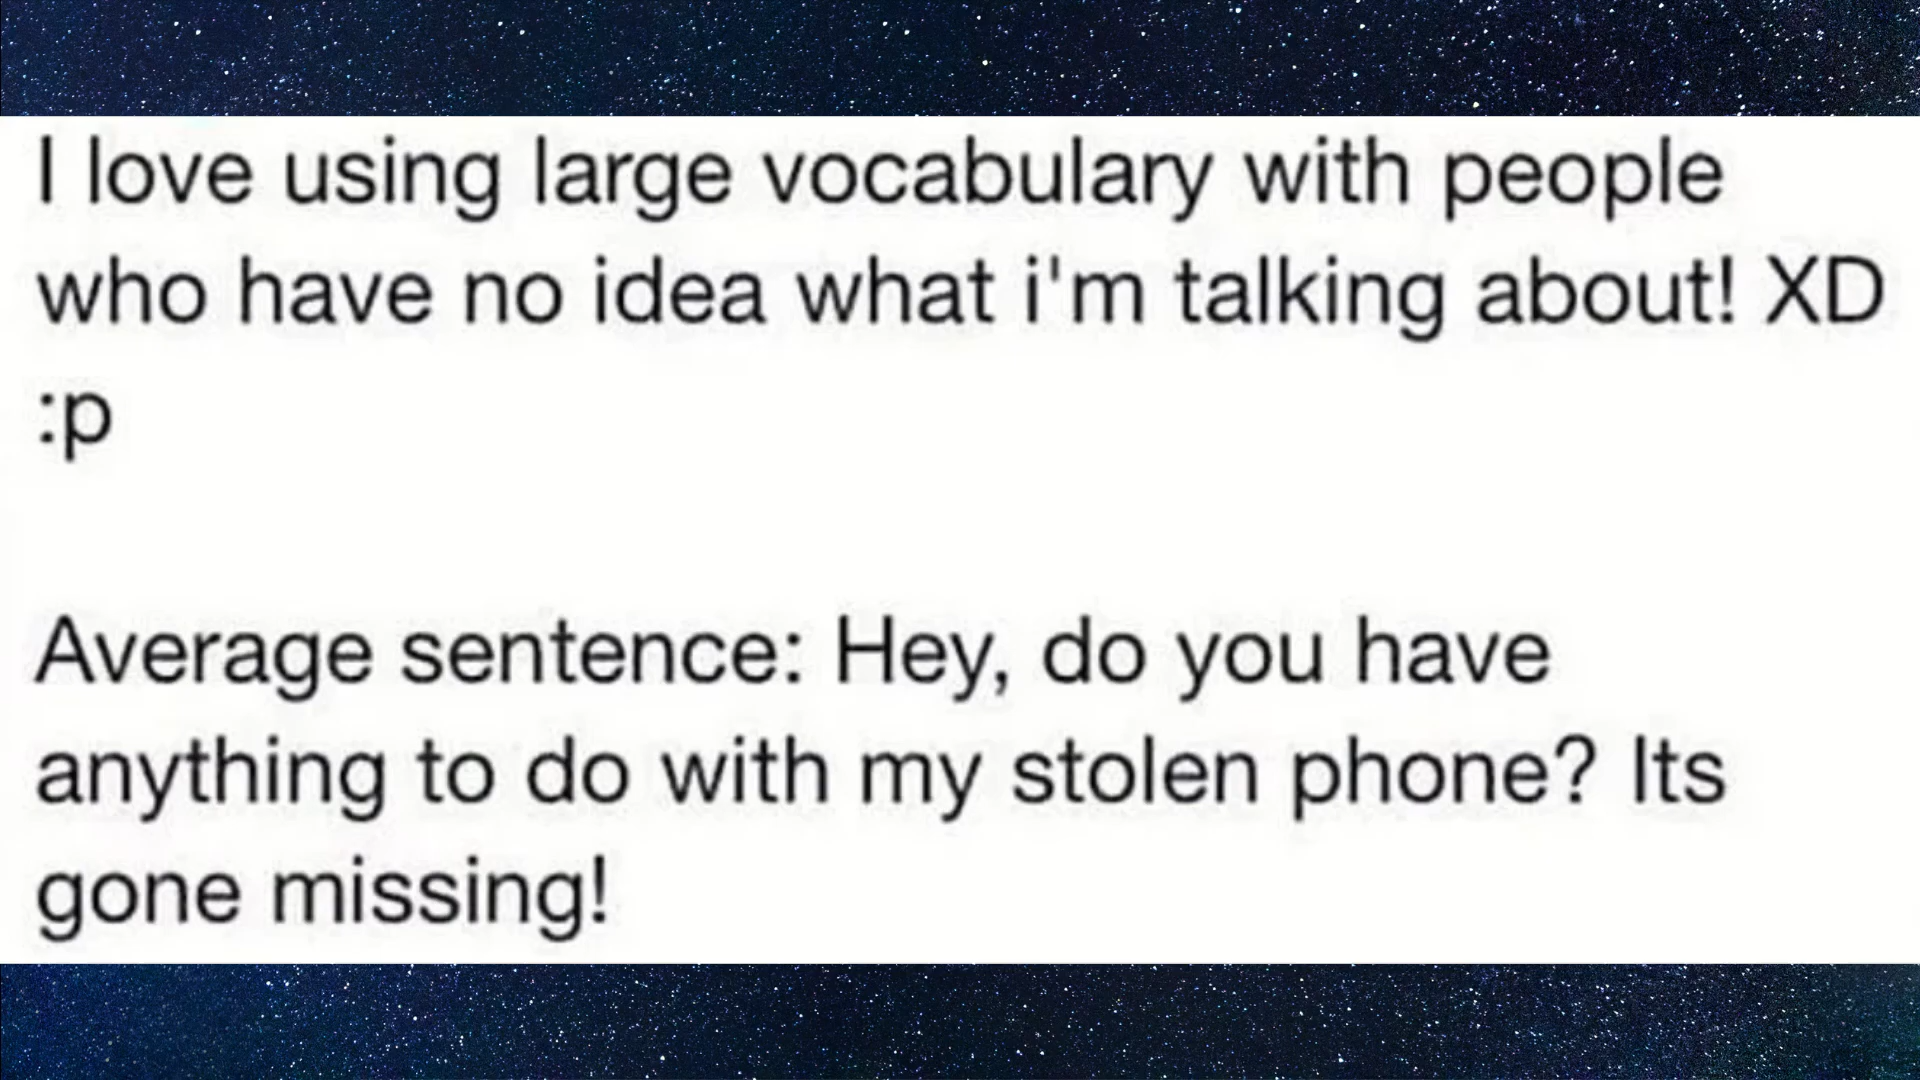 I love using large vocabulary with people
who have no idea what i'm talking about! XD
:p
Average sentence: Hey, do you have
anything to do with my stolen phone? Its
gone missing!